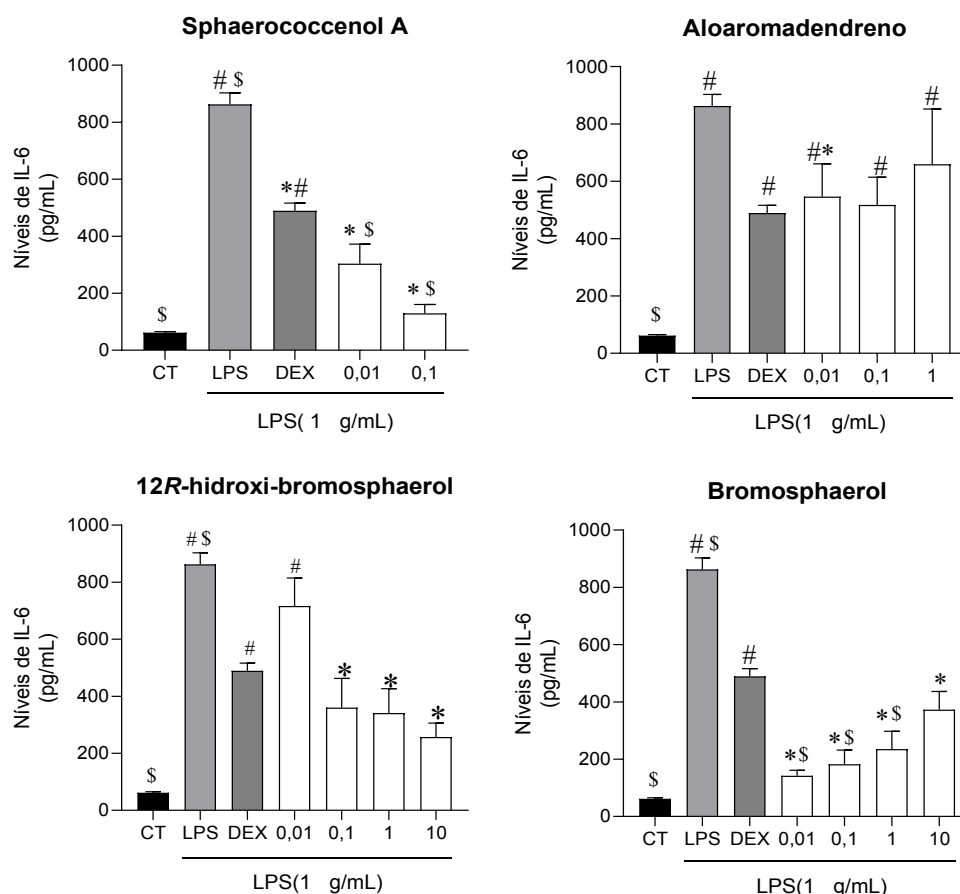 Sphaerococcenol A
Níveis de IL-6
(pg/mL)
1000
800
600
400
200
0
$
# $
*#
* $
* $
CT LPS DEX 0,01 0,1
LPS( 1 g/mL)
Aloaromadendreno
Níveis de IL-6
(pg/mL)
1000
800
600
400
200
0
$
#
#
#*
#
#
CT LPS DEX 0,01 0,1 1
LPS(1 g/mL)
12R-hidroxi-bromosphaerol
Níveis de IL-6
(pg/mL)
1000
800
600
400
200
0
$
# $
#
#
*
*
*
CT LPS DEX 0,01 0,1 1 10
LPS(1 g/mL)
Bromosphaerol
Níveis de IL-6
(pg/mL)
1000
800
600
400
200
0
$
# $
#
*$
*$
*$
*
CT LPS DEX 0,01 0,1 1 10
LPS(1 g/mL)